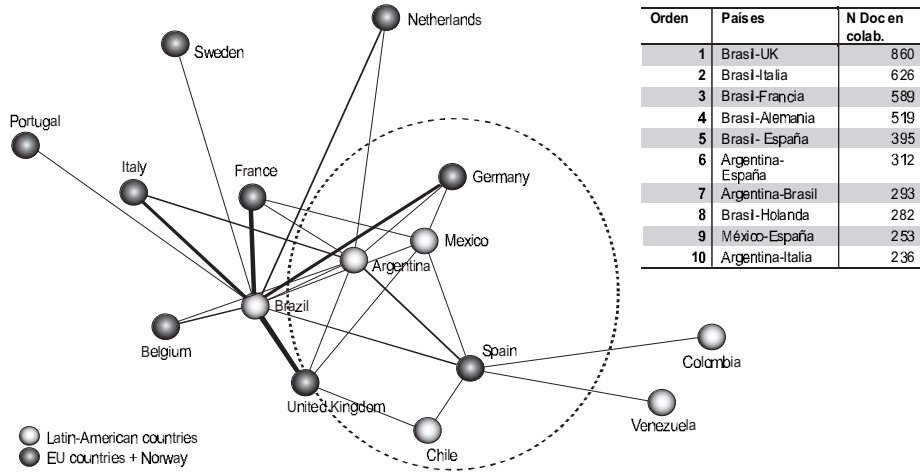 Netherlands
Sweden
Portugal
Italy
France
Germany
Mexico
Argentina
Brazil
Belgium
Spain
Colombia
United Kingdom
Venezuela
Chile
Latin-American countries
EU countries + Norway
Orden Países N Doc en colab.
1 Brasil-UK 860
2 Brasil-Italia 626
3 Brasil-Francia 589
4 Brasil-Alemania 519
5 Brasil- España 395
6 Argentina- 312
España
7 Argentina-Brasil 293
8 Brasil-Holanda 282
9 México-España 253
10 Argentina-Italia 236